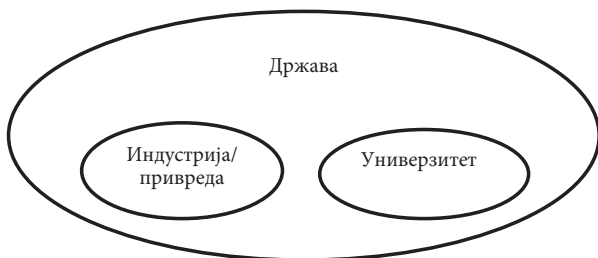 Држава
Индустрија/
привреда
Универзитет